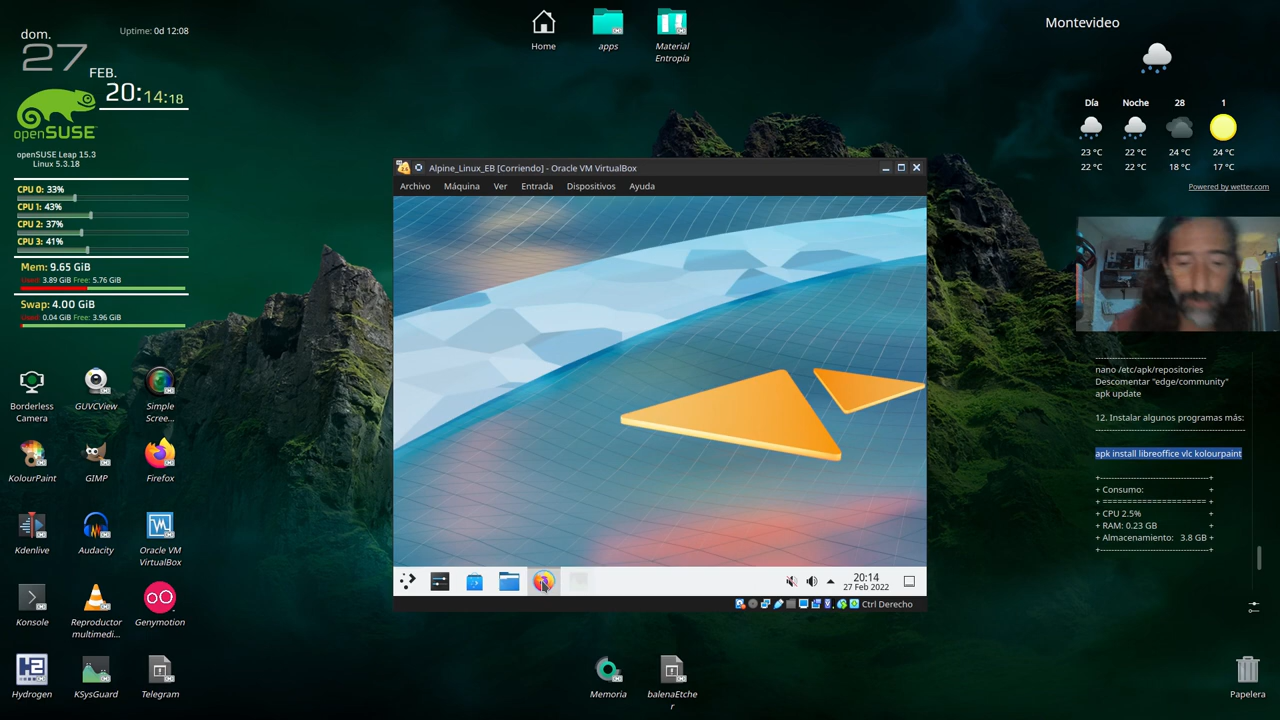 dom.
27
FEB.
Uptime: 0d 12:08
20:14:18
openSUSE
openSUSE Leap 15.3
Linux 5.3.18
CPU 0: 33%
CPU 1: 43%
CPU 2: 37%
CPU 3: 41%
Mem: 9.65 GiB
Used: 3.89 GiB Free: 5.76 GiB
Swap: 4.00 GiB
Used: 0.04 GiB Free: 3.96 GiB
Borderless
Camera
GUVCView
Simple
Scree...
KolourPaint
GIMP
Firefox
Kdenlive
Audacity
Oracle VM
VirtualBox
Konsole
Reproductor
multimedi...
Genymotion
Hydrogen
KSysGuard
Telegram
Home
apps
Material
Entropía
Alpine_Linux_EB [Corriendo] - Oracle VM VirtualBox
Archivo Máquina Ver Entrada Dispositivos Ayuda
20:14
27 Feb 2022
Ctrl Derecho
Memoria
balenaEtche
r
Montevideo
Día Noche 28 1
23 °C 22 °C 24 °C 24 °C
22 °C 22 °C 18 °C 17 °C
Powered by wetter.com
-------------------------------
nano /etc/apk/repositories
Descomentar "edge/community"
apk update
12. Instalar algunos programas más:
------------------------------------------
apk install libreoffice vlc kolourpaint
+--------------------------------+
+ Consumo: +
+ ===================== +
+ CPU 2.5% +
+ RAM: 0.23 GB +
+ Almacenamiento: 3.8 GB +
+--------------------------------+
Papelera